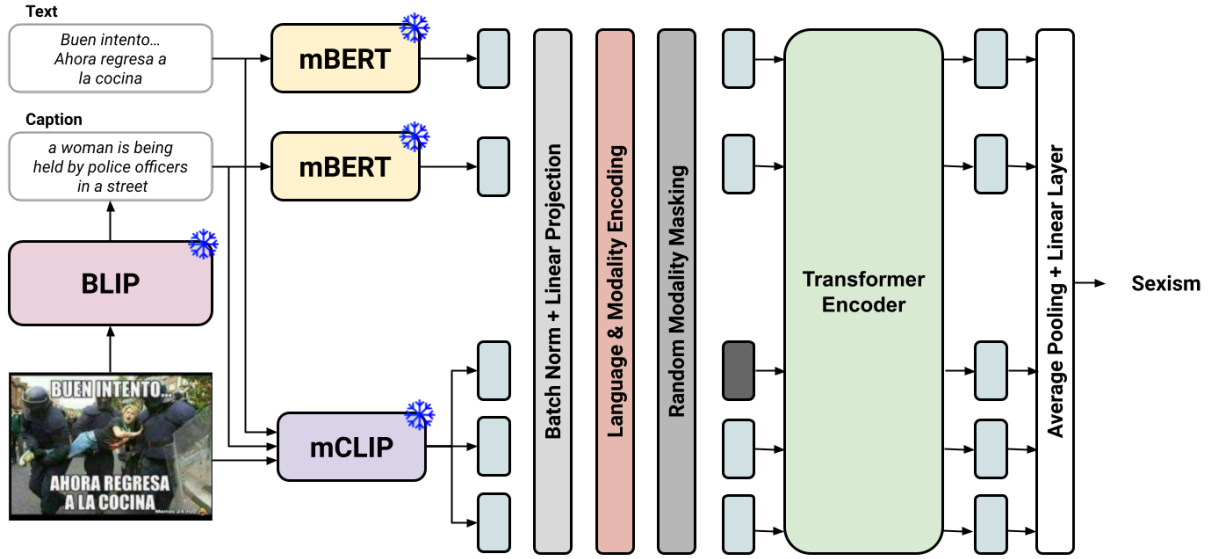 Text
Buen intento...
Ahora regresa a
la cocina
mBERT
Caption
a woman is being
held by police officers
in a street
mBERT
BLIP
BUEN INTENTO...
AHORA REGRESA
A LA COCINA
mCLIP
Batch Norm + Linear Projection
Language & Modality Encoding
Random Modality Masking
Transformer
Encoder
Average Pooling + Linear Layer
Sexism